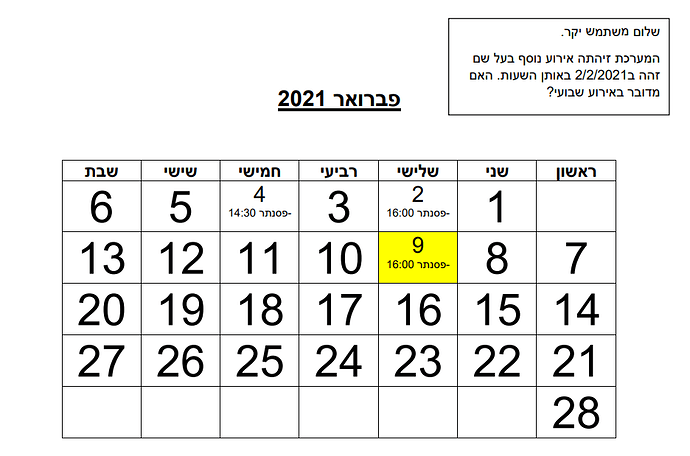 שלום משתמש יקר.
המערכת זיהתה אירוע נוסף בעל שם
זהה ב2/2/2021 באותן השעות. האם
מדובר באירוע שבועי?
פברואר 2021
ראשון שני שלישי רביעי חמישי שישי שבת
1 2 3 4 5 6
-פסנתר 16:00 -פסנתר 14:30
7 8 9 10 11 12 13
-פסנתר 16:00
14 15 16 17 18 19 20
21 22 23 24 25 26 27
28